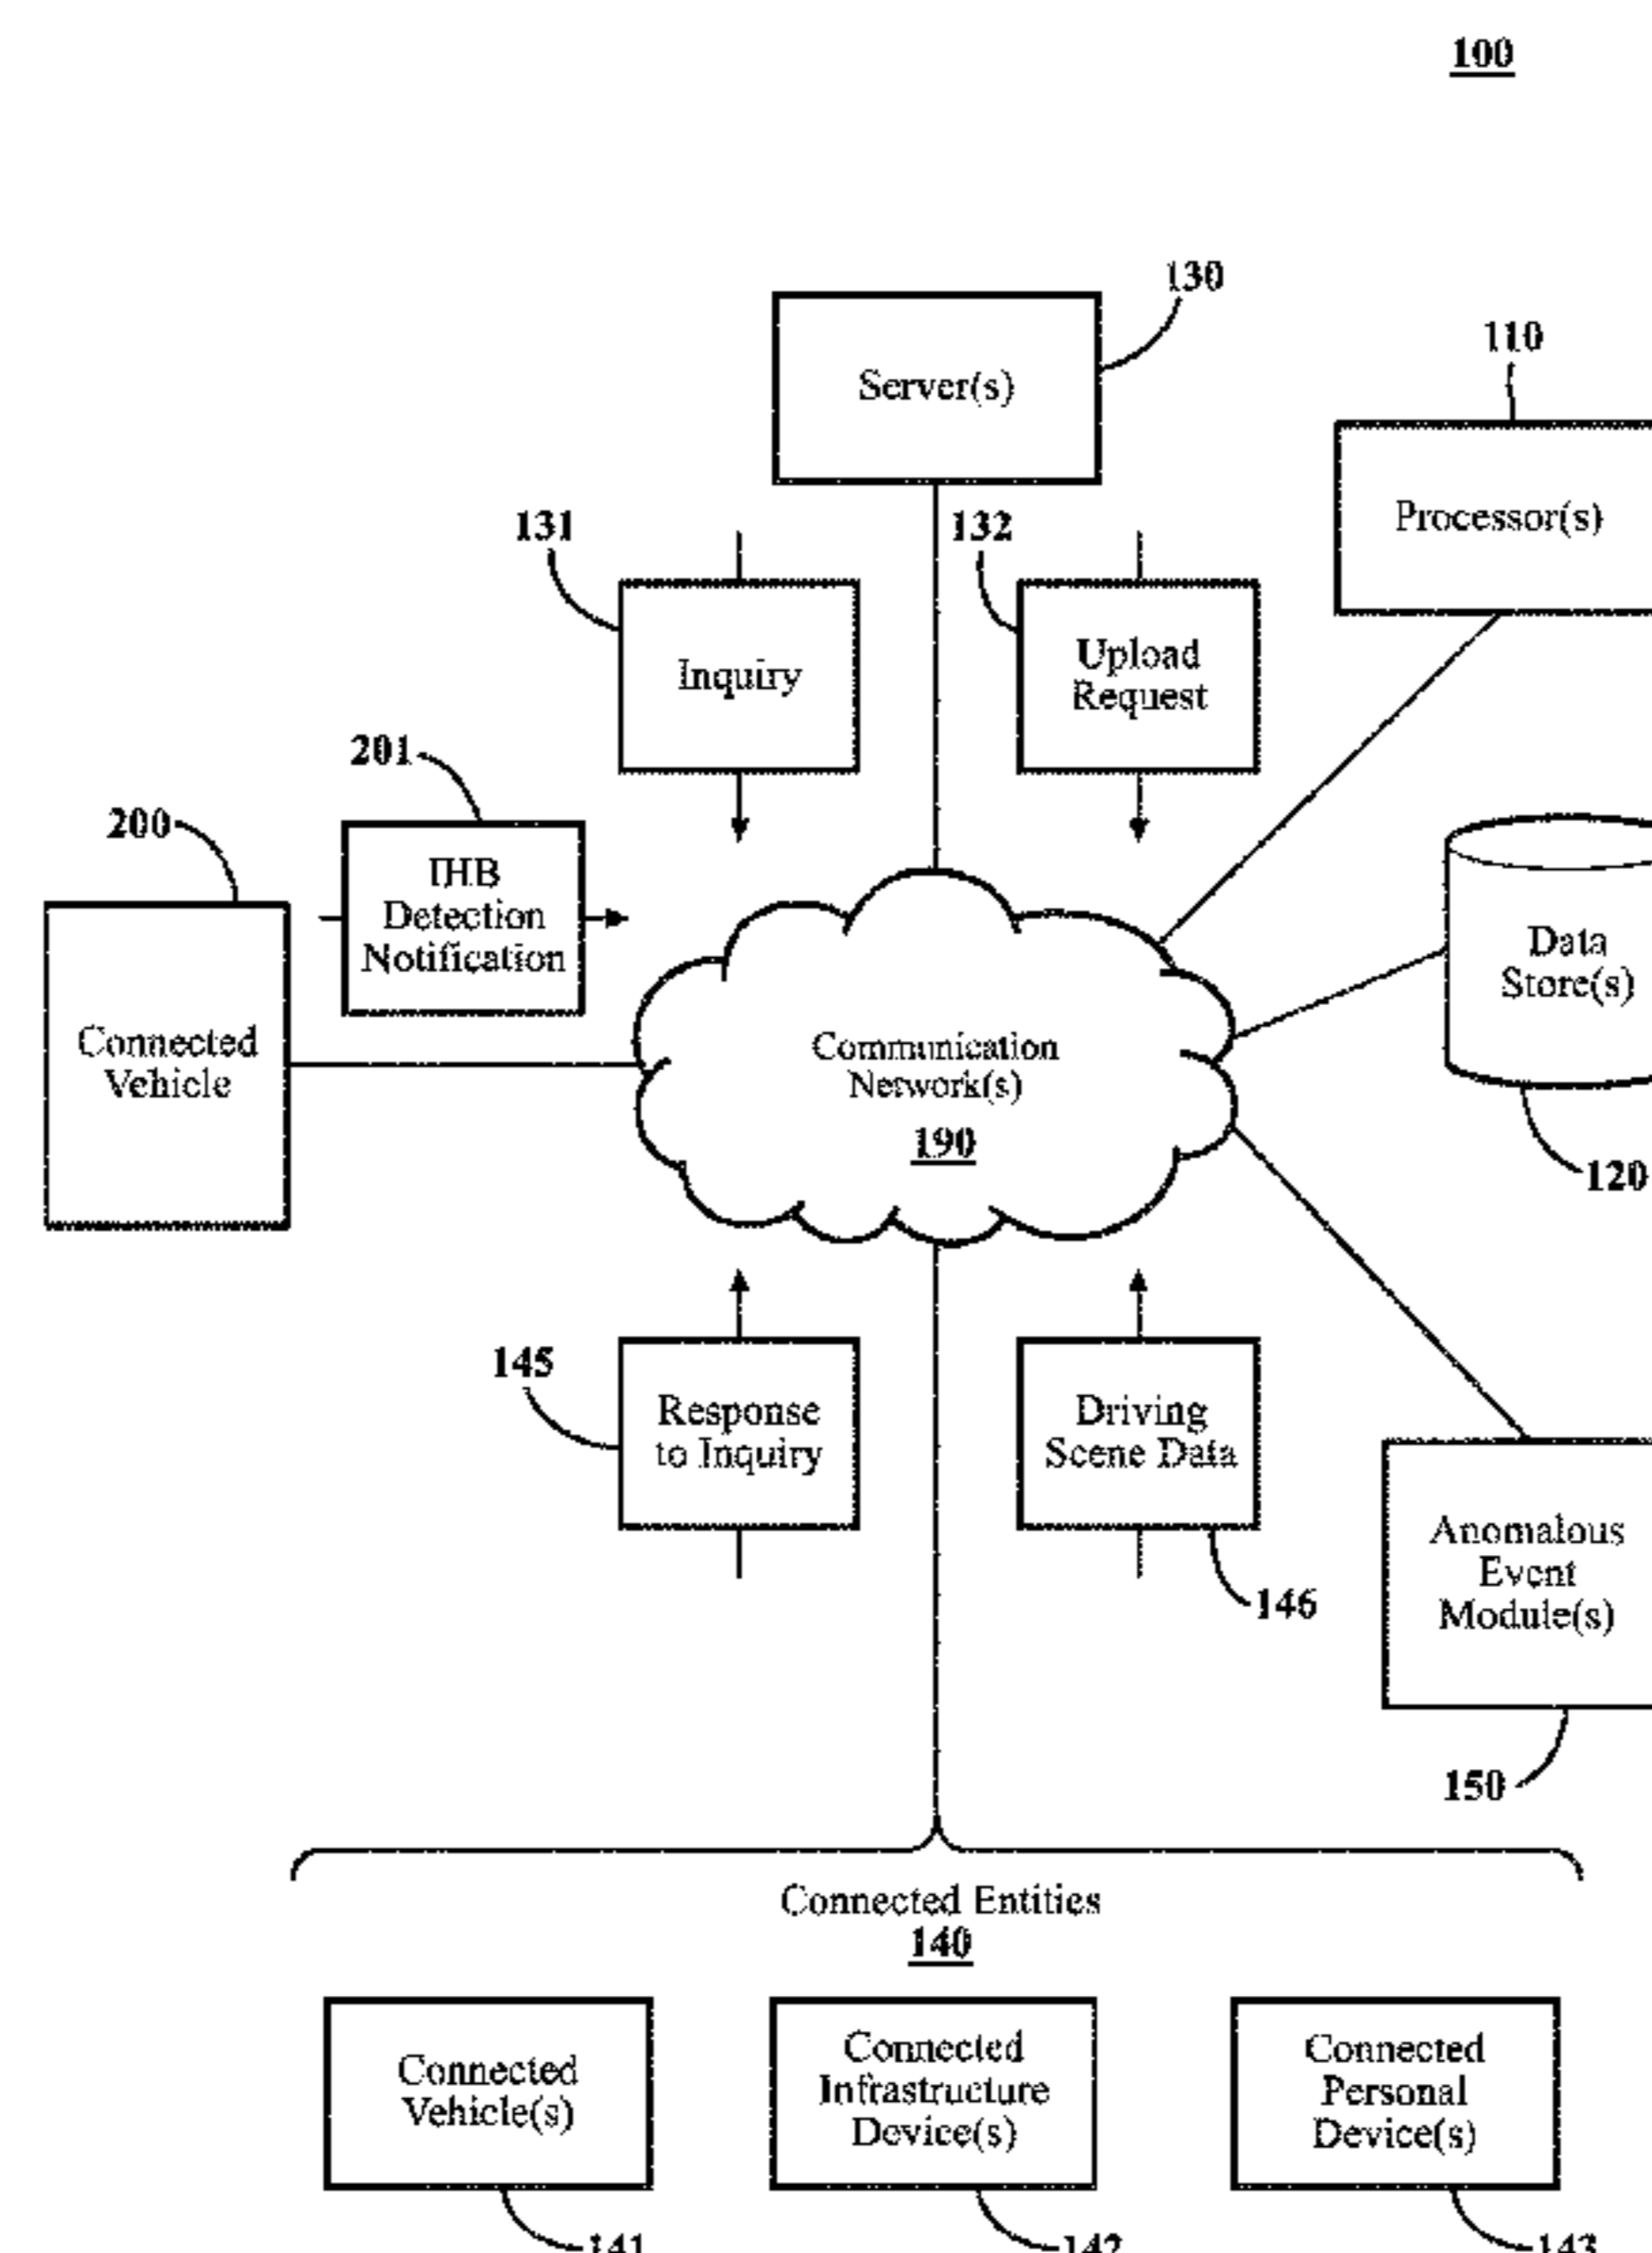 100
130
Server(s)
110
Processor(s)
131
Inquiry
132
Upload
Request
201
IHB
Detection
Notification
200
Connected
Vehicle
Data
Store(s)
120
Communication
Network(s)
190
145
Response
to Inquiry
Driving
Scene Data
146
Anomalous
Event
Module(s)
150
Connected Entities
140
Connected
Vehicle(s)
141
Connected
Infrastructure
Device(s)
142
Connected
Personal
Device(s)
143